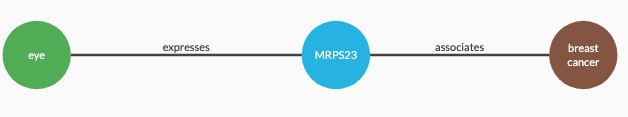 eye
expresses
MRPS23
associates
breast
cancer